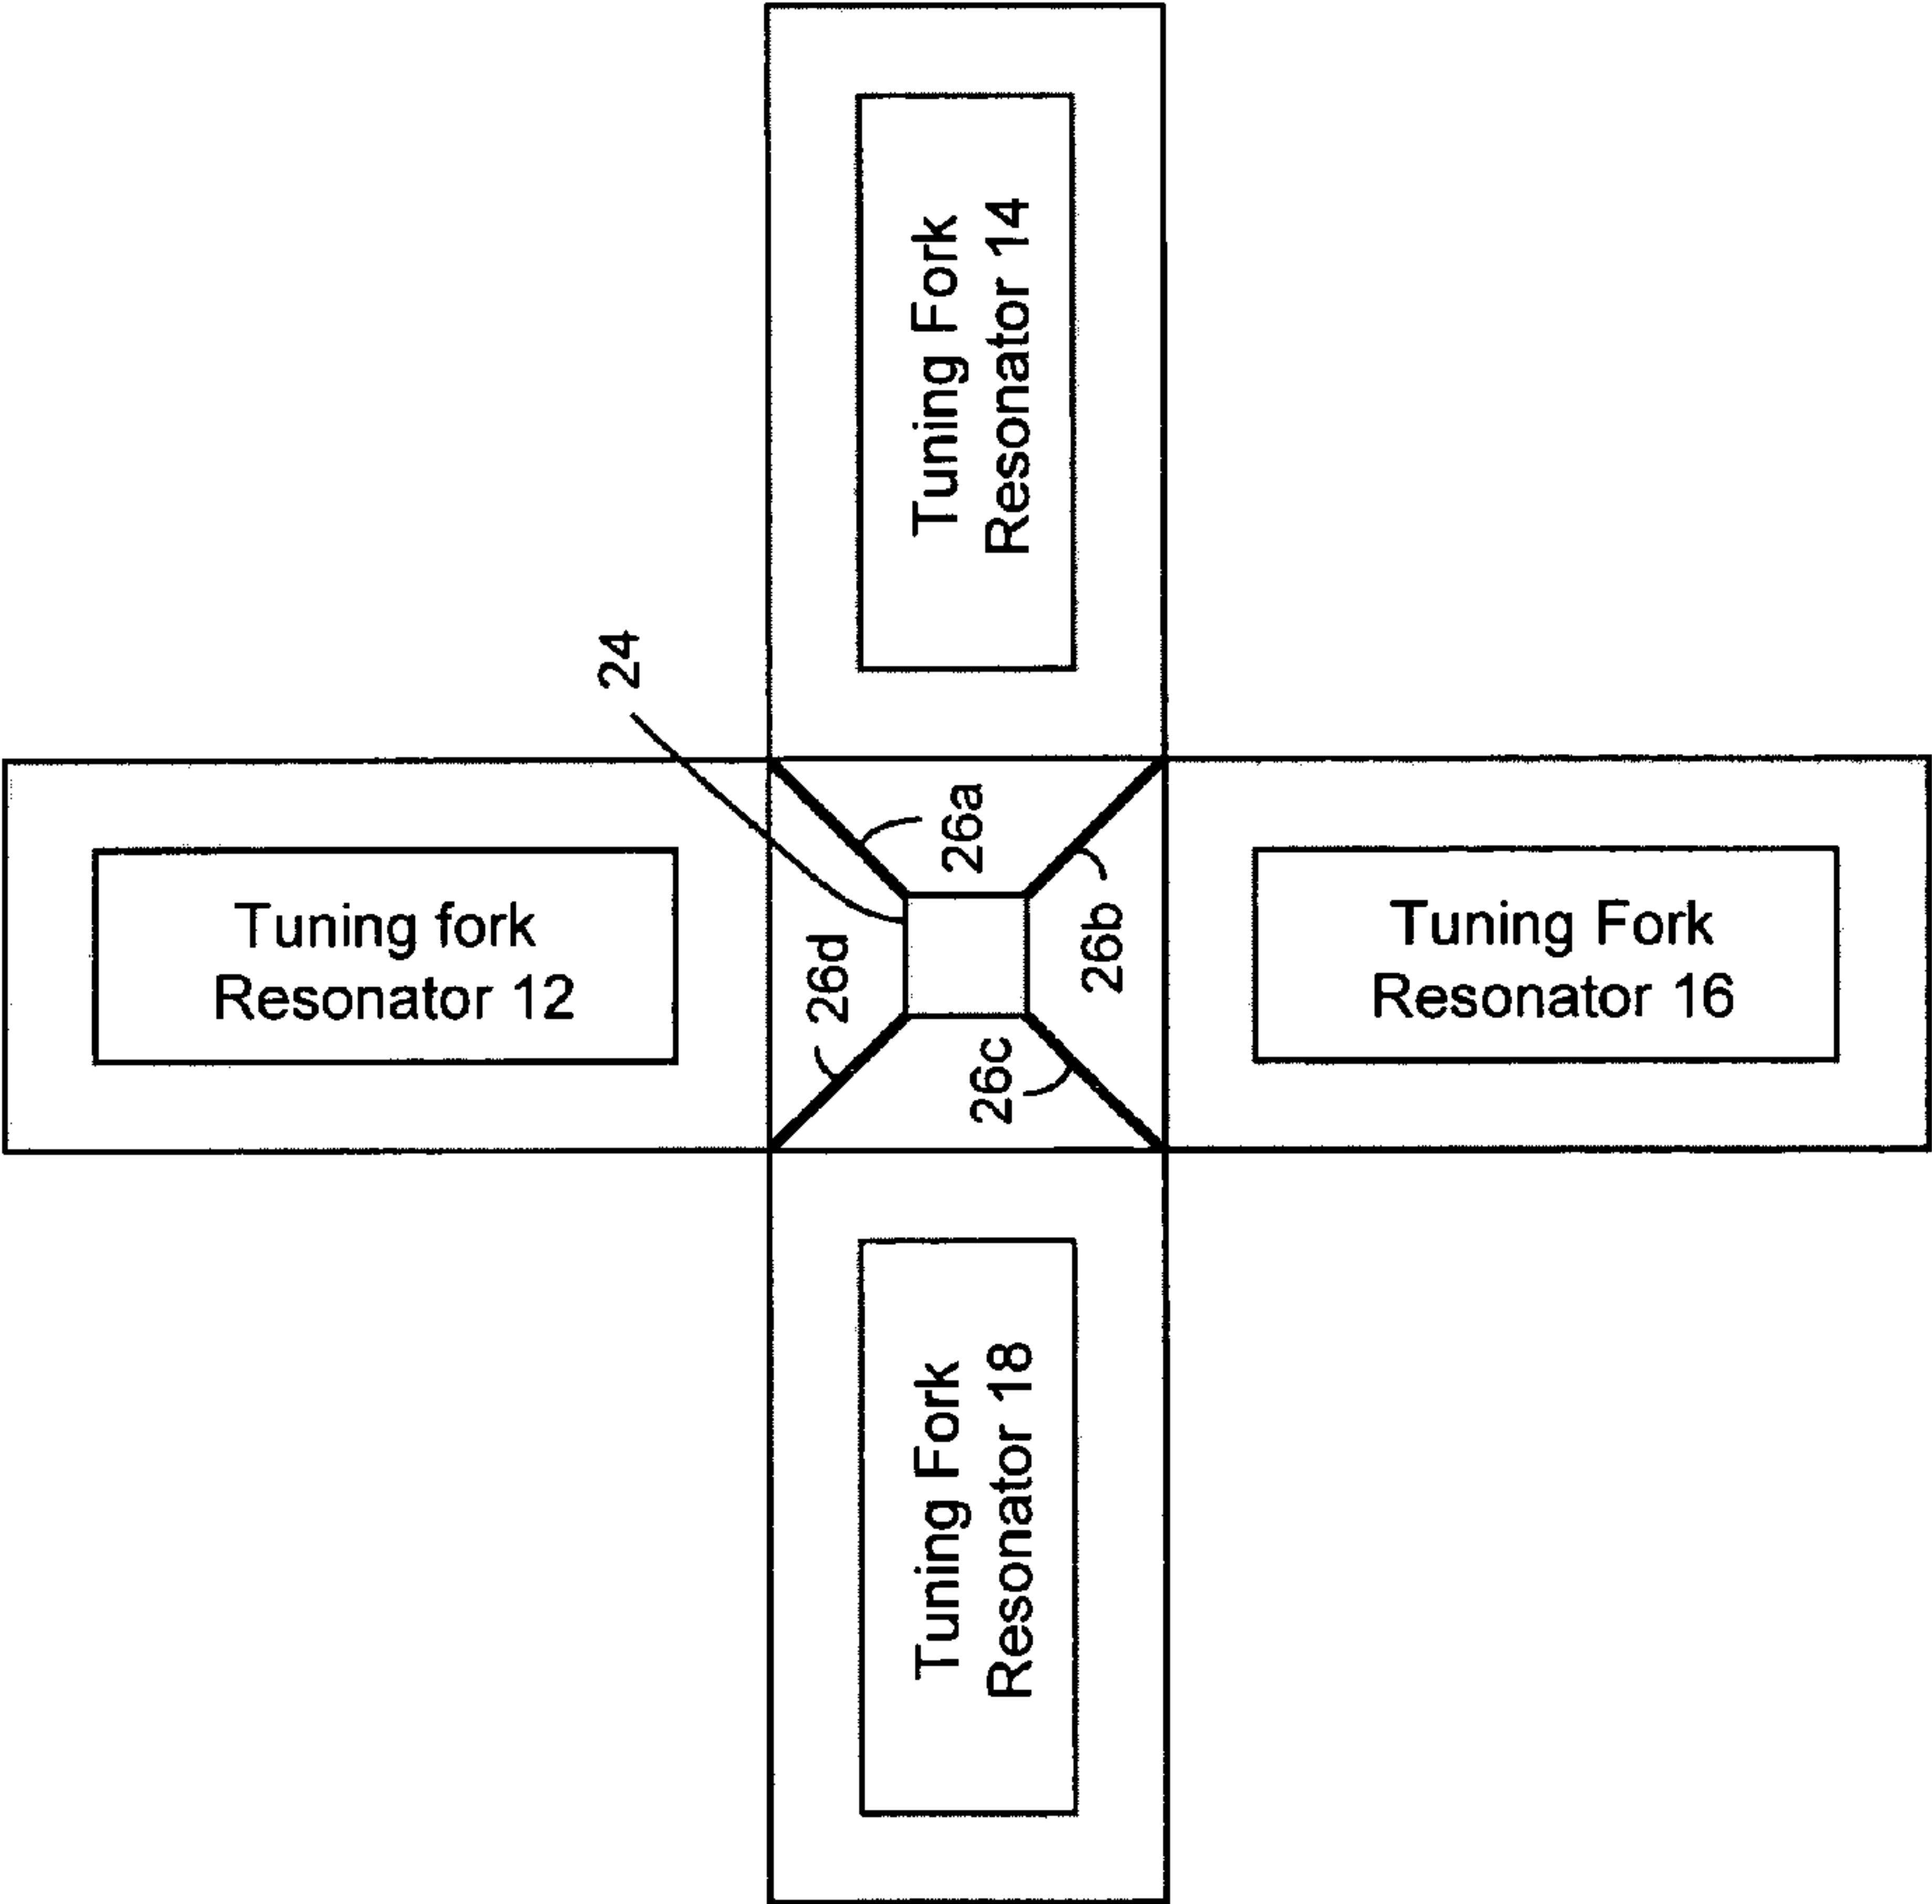 Tuning Fork
Resonator 14
24
26a
Tuning fork
Resonator 12
26d
26b
Tuning Fork
Resonator 16
26c
Tuning Fork
Resonator 18